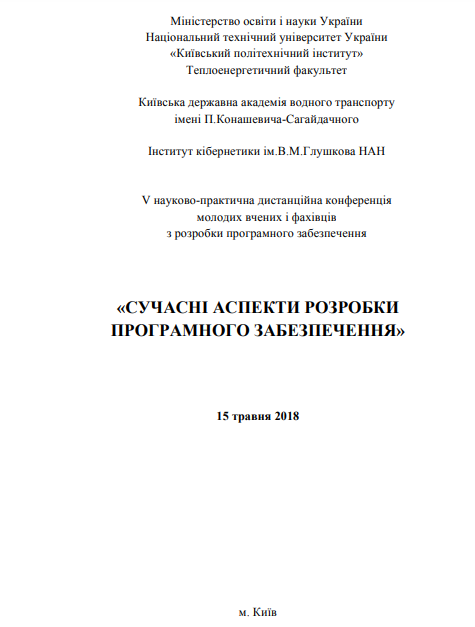 Міністерство освіти і науки України
Національний технічний університет України
«Київський політехнічний інститут»
Теплоенергетичний факультет
Київська державна академія водного транспорту
імені П.Конашевича-Сагайдачного
Інститут кібернетики ім.В.М.Глушкова НАН
V науково-практична дистанційна конференція
молодих вчених і фахівців
з розробки програмного забезпечення
«СУЧАСНІ АСПЕКТИ РОЗРОБКИ
ПРОГРАМНОГО ЗАБЕЗПЕЧЕННЯ»
15 травня 2018
м. Київ